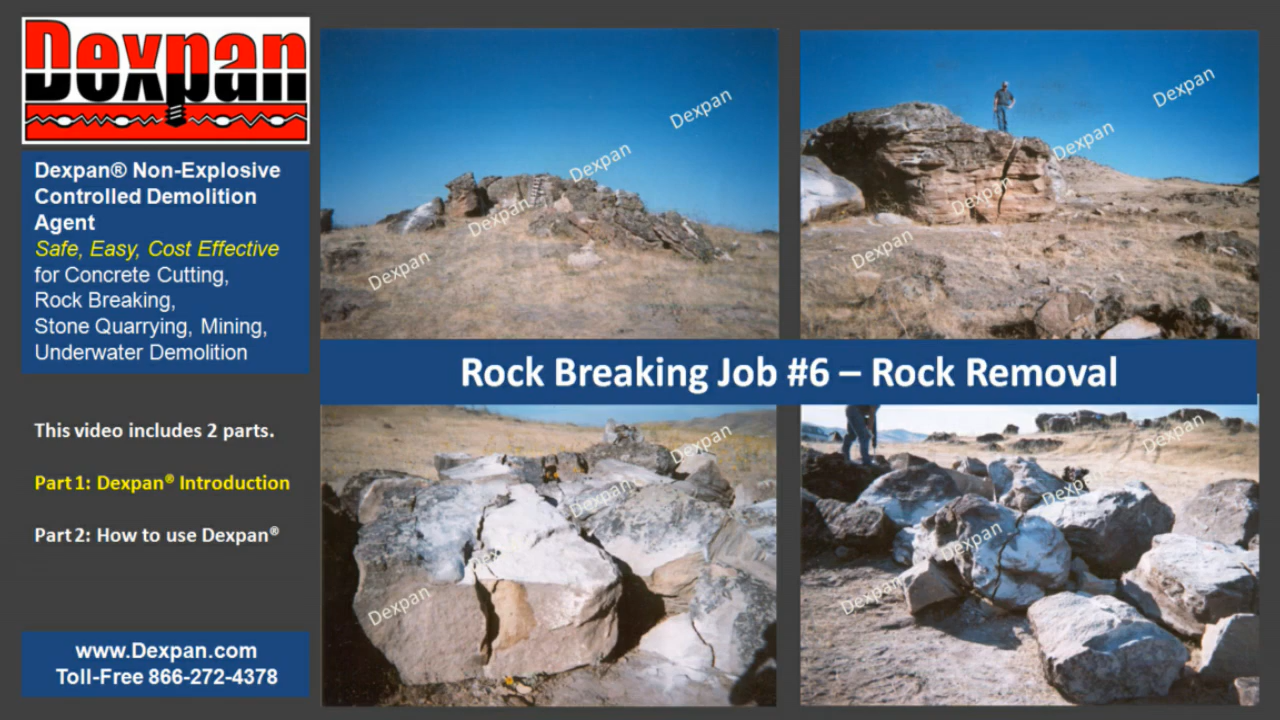 Dexpan
Dexpan® Non-Explosive
Controlled Demolition
Agent
Safe, Easy, Cost Effective
for Concrete Cutting,
Rock Breaking,
Stone Quarrying, Mining,
Underwater Demolition
This video includes 2 parts.
Part 1: Dexpan® Introduction
Part 2: How to use Dexpan®
www.Dexpan.com
Toll-Free 866-272-4378
Dexpan
Dexpan
Dexpan
Dexpan
Dexpan
Dexpan
Dexpan
Dexpan
Rock Breaking Job #6 – Rock Removal
Dexpan
Dexpan
Dexpan
Dexpan
Dexpan
Dexpan
Dexpan
Dexpan